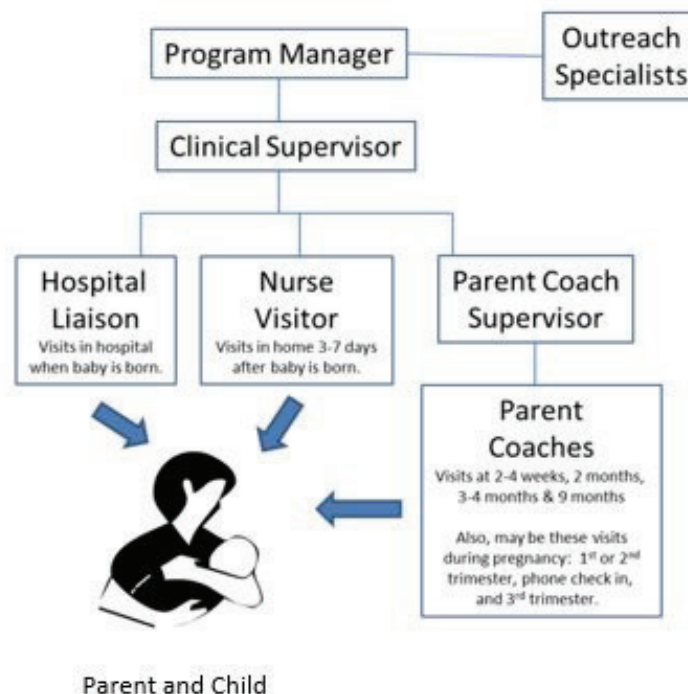 Program Manager
Outreach
Specialists
Clinical Supervisor
Hospital
Liaison
Visits in hospital
when baby is born.
Nurse
Visitor
Visits in home 3-7 days
after baby is born.
Parent Coach
Supervisor
Parent
Coaches
Visits at 2-4 weeks, 2 months,
3-4 months & 9 months
Also, may be these visits
during pregnancy: 1st or 2nd
trimester, phone check in,
and 3rd trimester.
Parent and Child